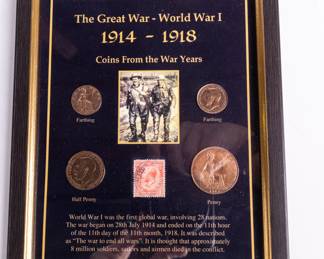 The Great War - World War I
1914 - 1918
Coins From the War Years
Farthing
Farthing
Half Penny
Penny
World War I was the first global war, involving 28 nations.
The war began on 28th July 1914 and ended on the 11th hour
of the 11th day of the 11th month, 1918. It was described
as "The war to end all wars". It is thought that approximately
8 million soldiers, sailors and airmen died in the conflict.